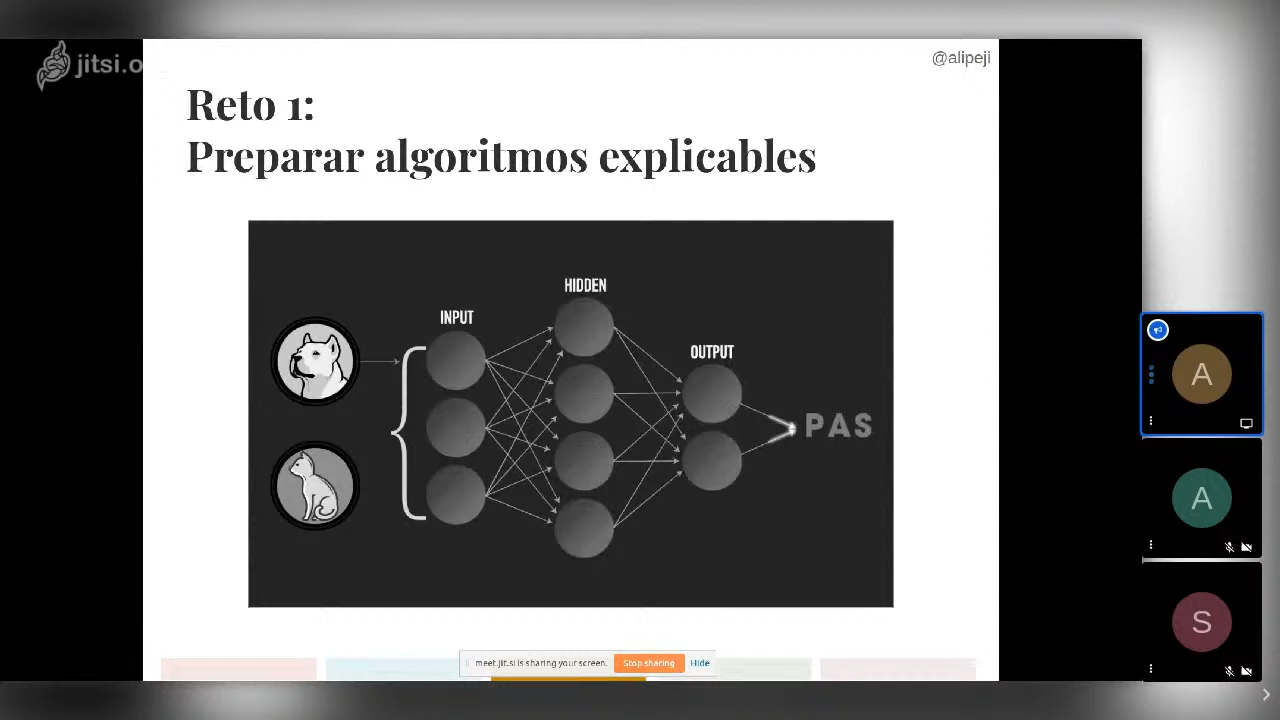 jitsi.o
@alipeji
Reto 1:
Preparar algoritmos explicables
INPUT
HIDDEN
OUTPUT
PAS
A
A
S
meet.jit.si is sharing your screen.
Stop sharing
Hide